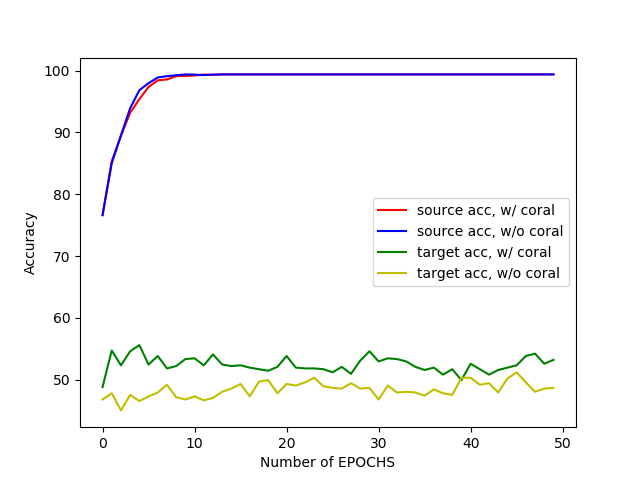 100
90
80
70
60
50
Accuracy
source acc, w/ coral
source acc, w/o coral
target acc, w/ coral
target acc, w/o coral
0 10 20 30 40 50
Number of EPOCHS